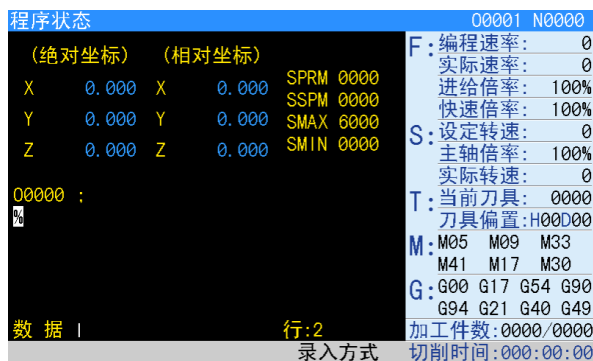 程序状态 O0001 N0000
(绝对坐标) (相对坐标)
X 0.000 X 0.000
Y 0.000 Y 0.000
Z 0.000 Z 0.000
SPRM 0000
SSPM 0000
SMAX 6000
SMIN 0000
O0000 :
%
数 据 行:2
录入方式
F:编程速率: 0
实际速率: 0
进给倍率: 100%
快速倍率: 100%
S:设定转速: 0
主轴倍率: 100%
实际转速: 0
T:当前刀具: 0000
刀具偏置:H00D00
M:M05 M09 M33
M41 M17 M30
G:G00 G17 G54 G90
G94 G21 G40 G49
加工件数:0000/0000
切削时间:000:00:00